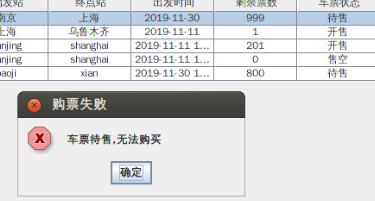 终点站 出发时间 剩余票数 车票状态
南京 上海 2019-11-30 999 待售
上海 乌鲁木齐 2019-11-11 1 开售
anjing shanghai 2019-11-11 1... 201 开售
anjing shanghai 2019-11-11 1... 0 售空
baoji xian 2019-11-30 1... 800 待售
购票失败
车票待售,无法购买
确定